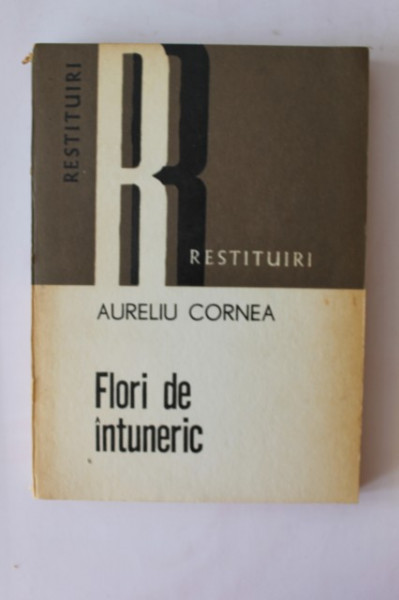 RESTITUIRI
R
RESTITUIRI
AURELIU CORNEA
Flori de
întuneric